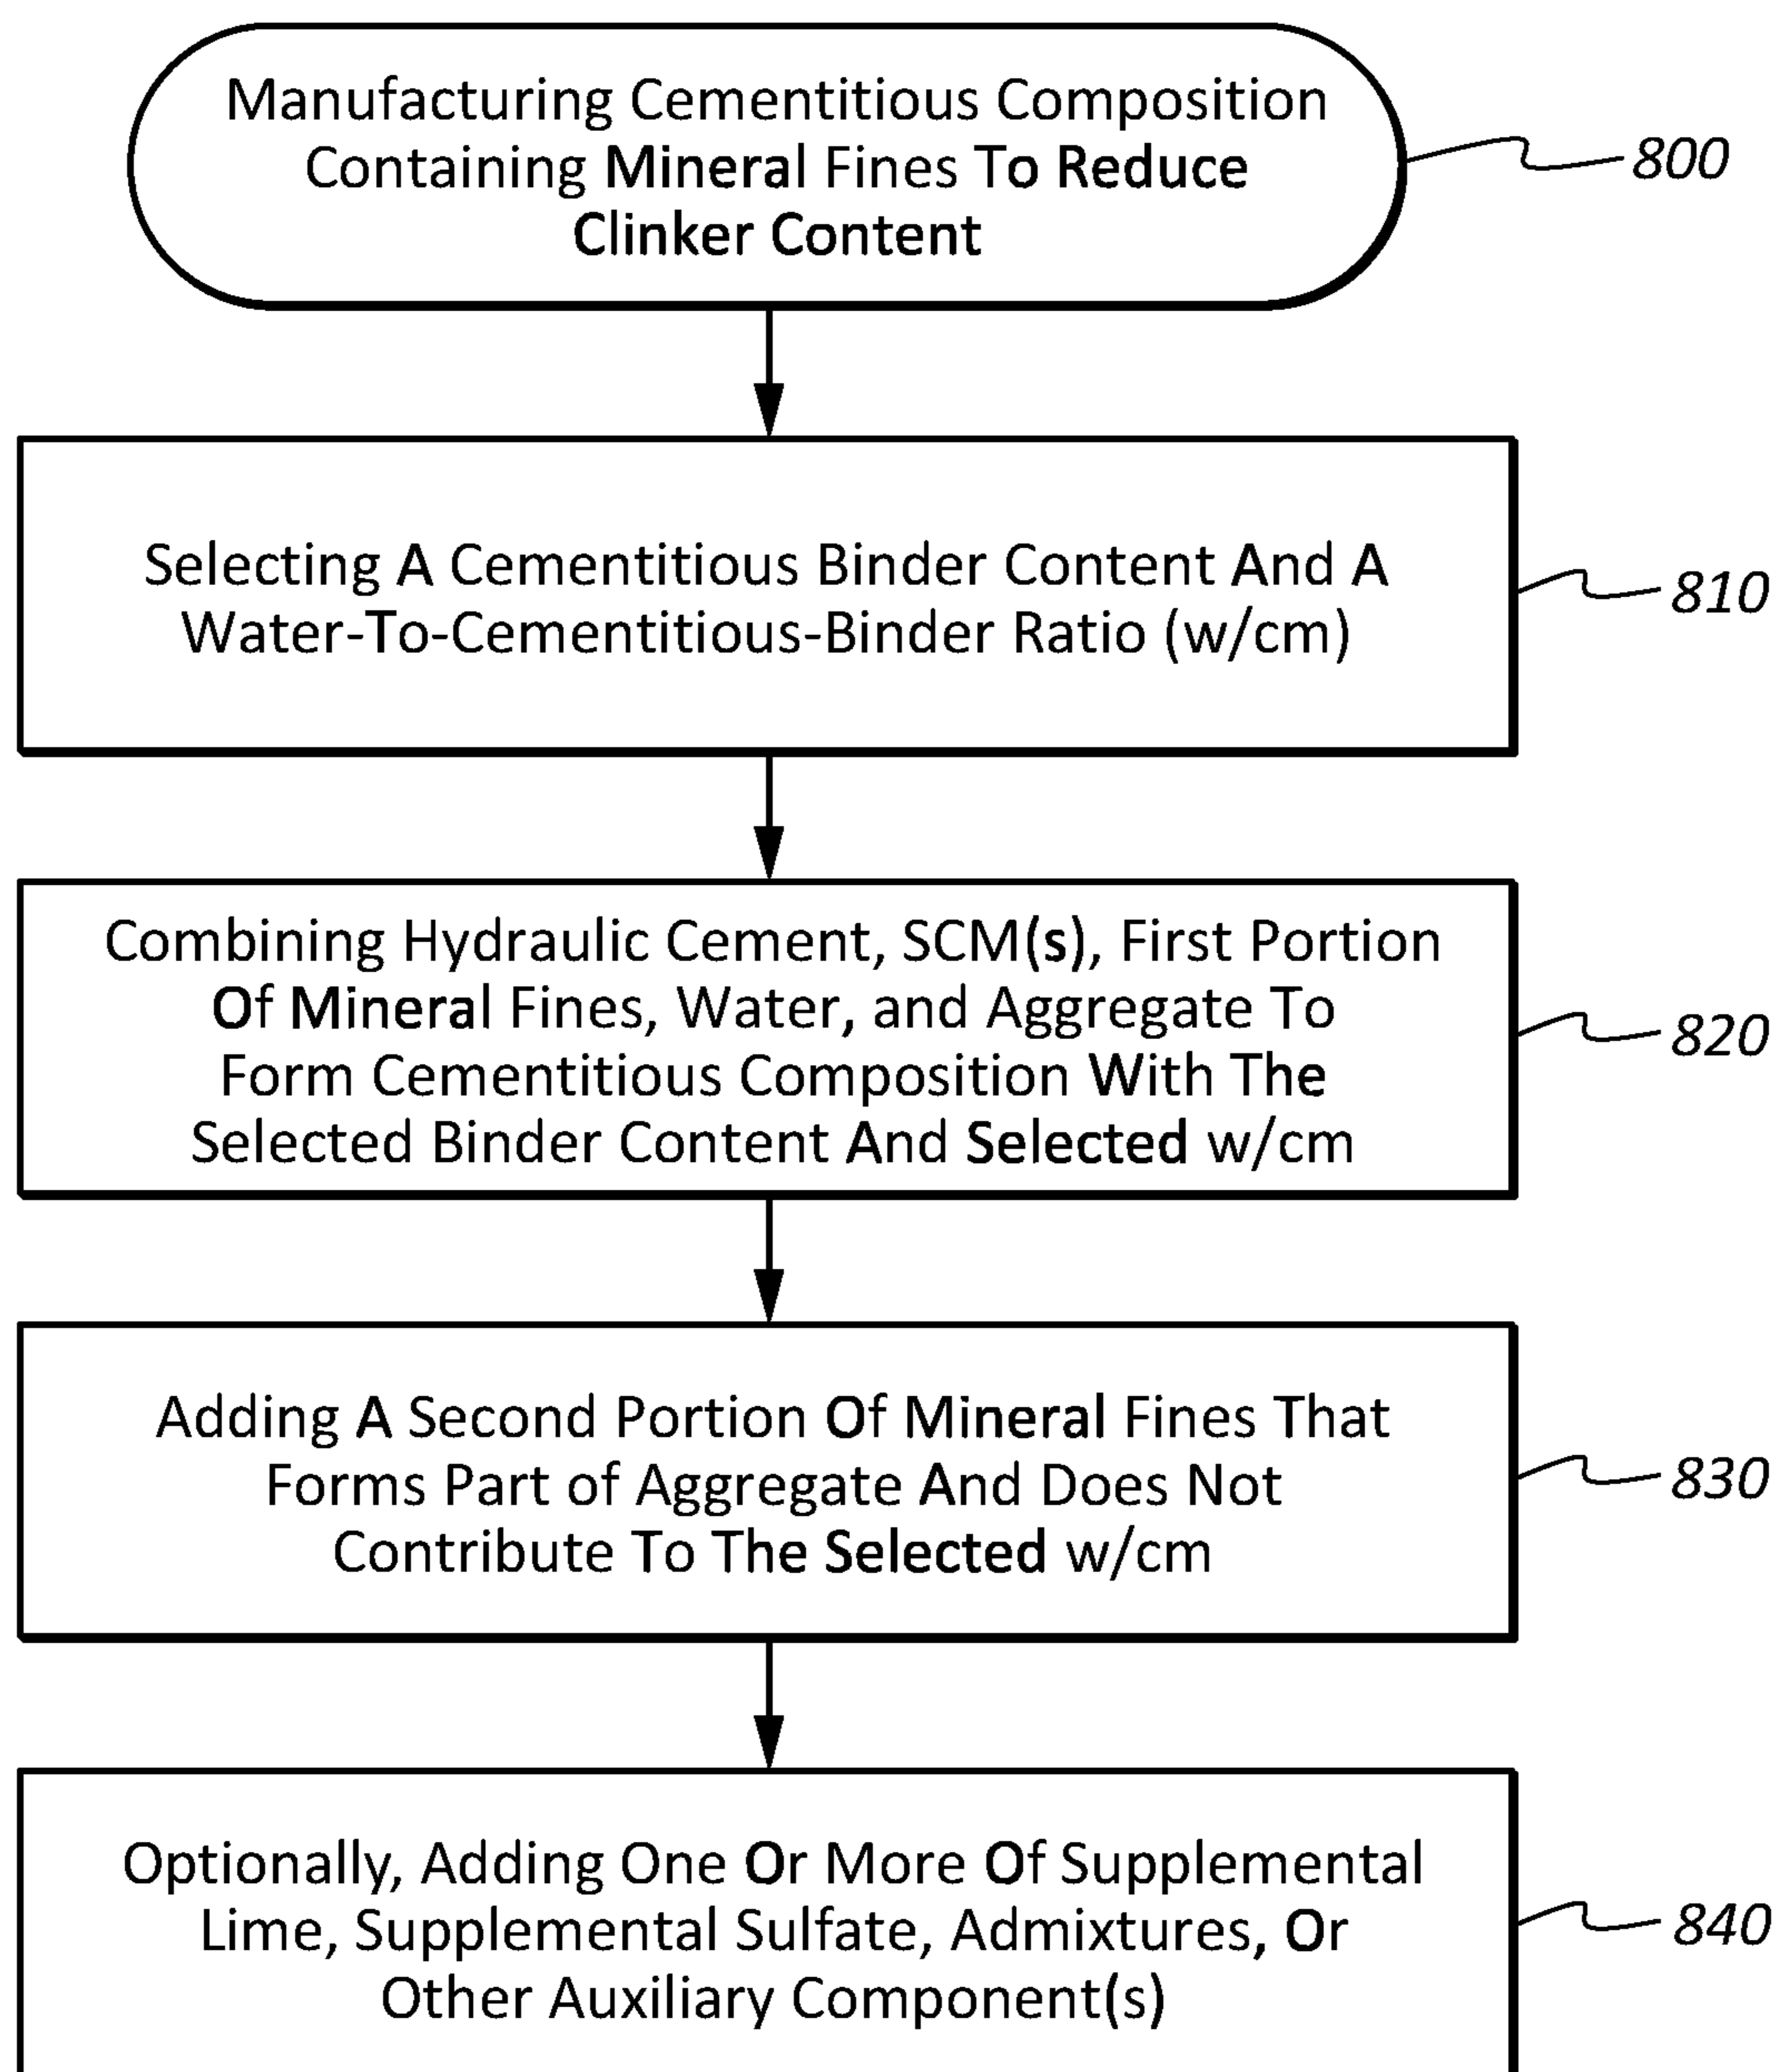 Manufacturing Cementitious Composition
Containing Mineral Fines To Reduce
Clinker Content
800
Selecting A Cementitious Binder Content And A
Water-To-Cementitious-Binder Ratio (w/cm)
810
Combining Hydraulic Cement, SCM(s), First Portion
Of Mineral Fines, Water, and Aggregate To
Form Cementitious Composition With The
Selected Binder Content And Selected w/cm
820
Adding A Second Portion Of Mineral Fines That
Forms Part of Aggregate And Does Not
Contribute To The Selected w/cm
830
Optionally, Adding One Or More Of Supplemental
Lime, Supplemental Sulfate, Admixtures, Or
Other Auxiliary Component(s)
840